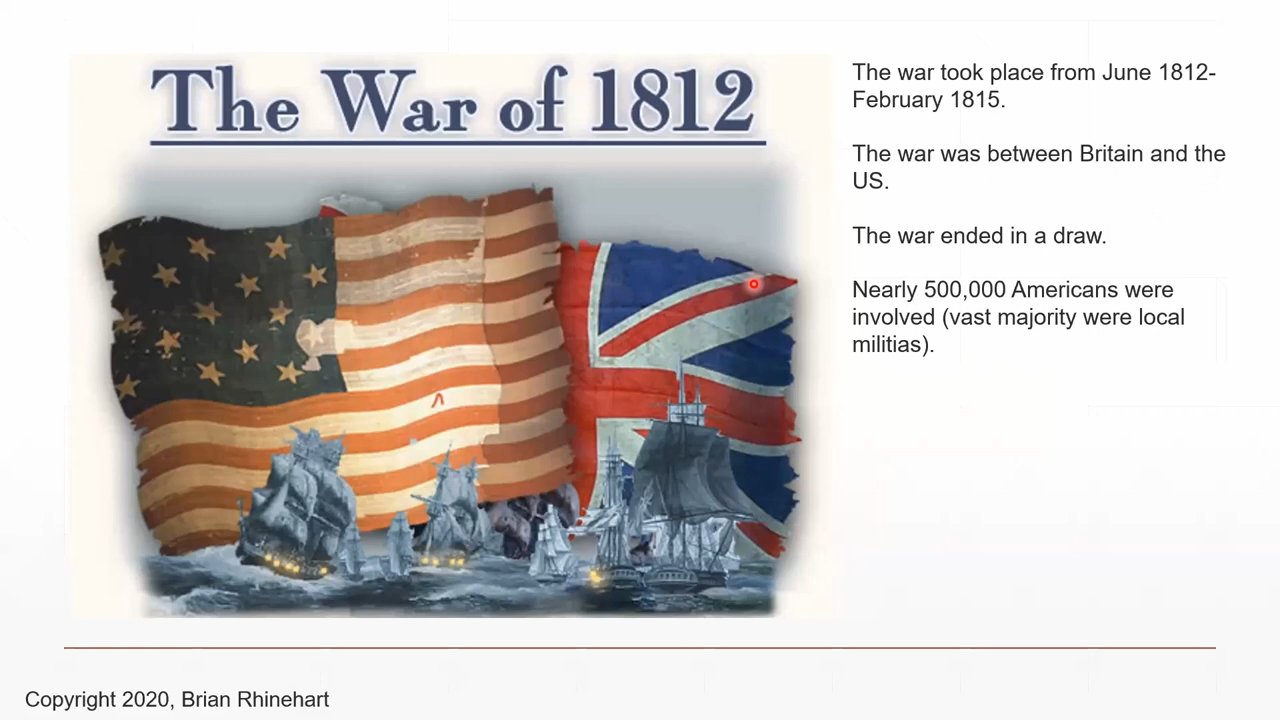 The War of 1812
The war took place from June 1812-
February 1815.
The war was between Britain and the
US.
The war ended in a draw.
Nearly 500,000 Americans were
involved (vast majority were local
militias).
Copyright 2020, Brian Rhinehart